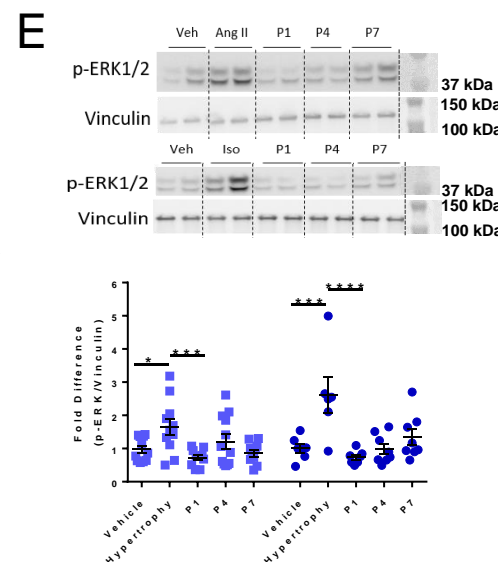 E
Veh Ang II P1 P4 P7
p-ERK1/2
37 kDa
150 kDa
Vinculin
100 kDa
Veh Iso P1 P4 P7
p-ERK1/2
37 kDa
150 kDa
Vinculin
100 kDa
Fold Difference
(p-ERK/Vinculin)
6
5
4
3
2
1
0
* *** *** ****
Vehicle Hypertrophy P1 P4 P7 Vehicle Hypertrophy P1 P4 P7